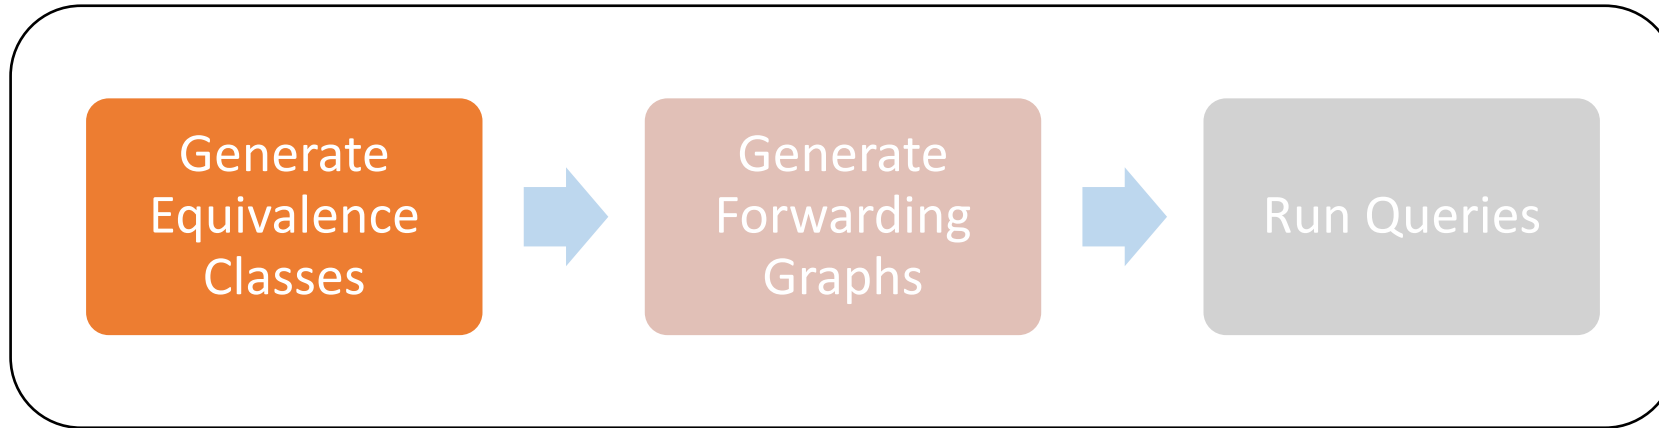 Generate
Equivalence
Classes
Generate
Forwarding
Graphs
Run Queries